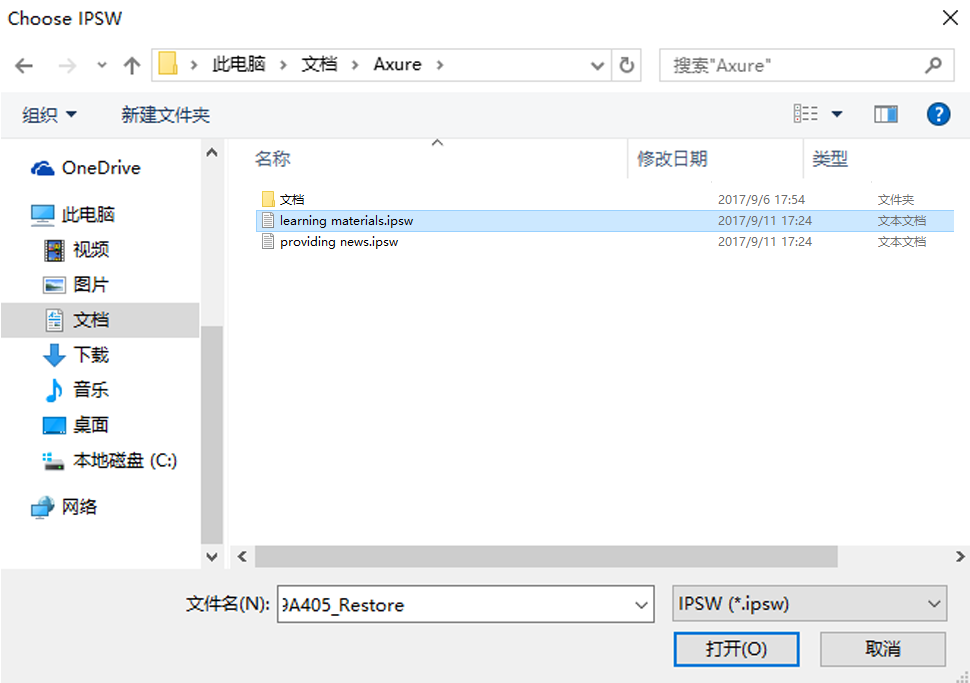 Choose IPSW
此电脑 文档 Axure
搜索"Axure"
组织 新建文件夹
?
名称 修改日期 类型
OneDrive
此电脑
视频
图片
文档
下载
音乐
桌面
本地磁盘 (C:)
网络
文档 2017/9/6 17:54 文件夹
learning materials.ipsw 2017/9/11 17:24 文本文档
providing news.ipsw 2017/9/11 17:24 文本文档
文件名(N): 9A405_Restore IPSW (*.ipsw)
打开(O) 取消